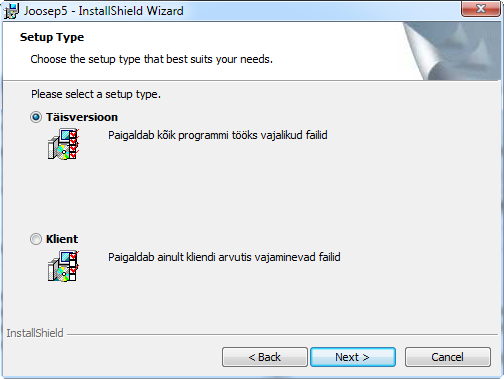 Joosep5 - InstallShield Wizard
Setup Type
Choose the setup type that best suits your needs.
Please select a setup type.
Täisversioon
Paigaldab kõik programmi tööks vajalikud failid
Klient
Paigaldab ainult kliendi arvutis vajaminevad failid
InstallShield
< Back Next > Cancel